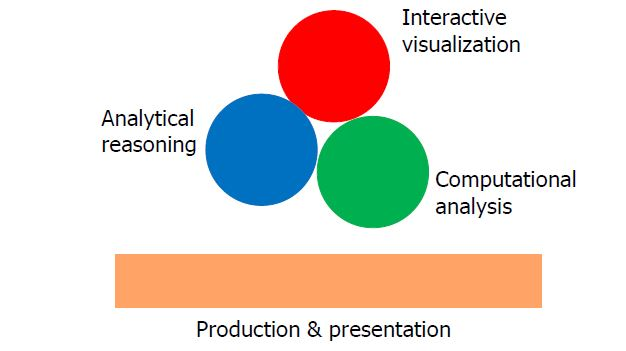 Interactive
visualization
Analytical
reasoning
Computational
analysis
Production & presentation